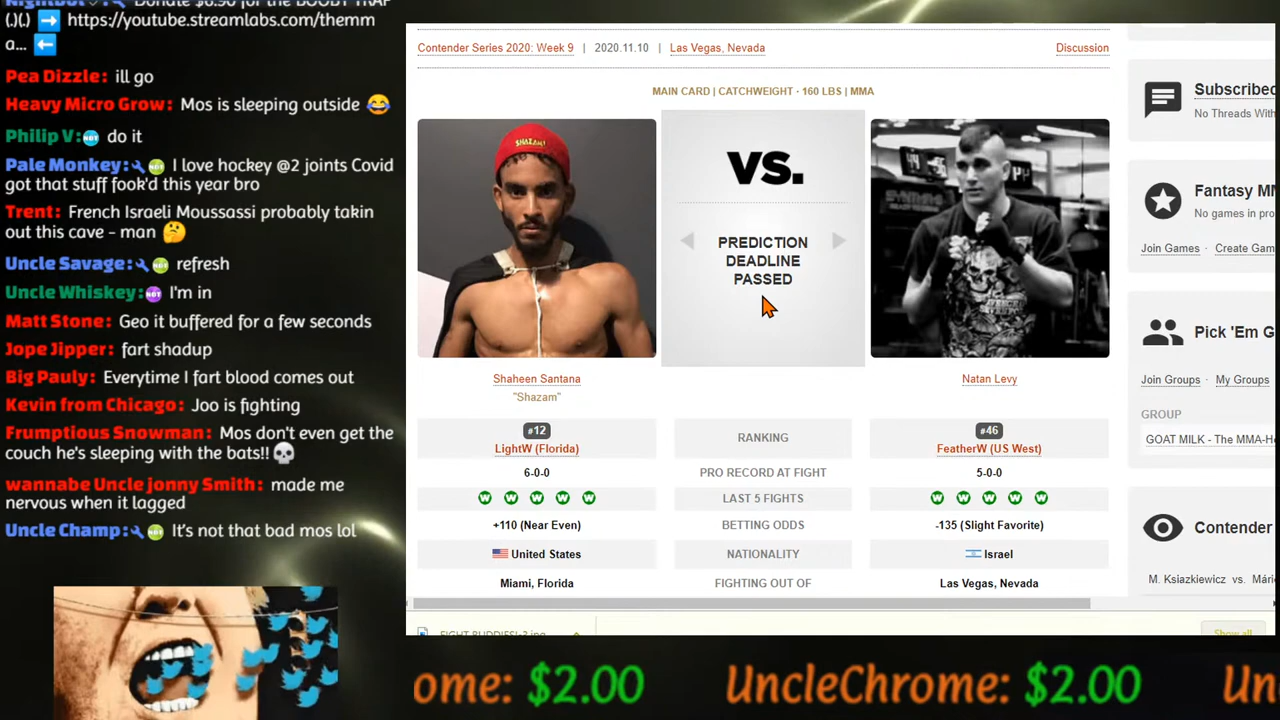 (.)(.) ➡ https://youtube.streamlabs.com/themm
a... ⬅
Pea Dizzle: ill go
Heavy Micro Grow: Mos is sleeping outside 😂
Philip V: do it
Pale Monkey: I love hockey @2 joints Covid
got that stuff fook'd this year bro
Trent: French Israeli Moussassi probably takin
out this cave - man 🤔
Uncle Savage: refresh
Uncle Whiskey: I'm in
Matt Stone: Geo it buffered for a few seconds
Jope Jipper: fart shadup
Big Pauly: Everytime I fart blood comes out
Kevin from Chicago: Joo is fighting
Frumptious Snowman: Mos don't even get the
couch he's sleeping with the bats!! 💀
wannabe Uncle jonny Smith: made me
nervous when it lagged
Uncle Champ: It's not that bad mos lol
Contender Series 2020: Week 9 | 2020.11.10 | Las Vegas, Nevada Discussion
MAIN CARD | CATCHWEIGHT · 160 LBS | MMA
SHAZAM!
VS.
PREDICTION
DEADLINE
PASSED
Shaheen Santana Natan Levy
"Shazam"
#12 RANKING #46
LightW (Florida) FeatherW (US West)
6-0-0 PRO RECORD AT FIGHT 5-0-0
W W W W W LAST 5 FIGHTS W W W W W
+110 (Near Even) BETTING ODDS -135 (Slight Favorite)
United States NATIONALITY Israel
Miami, Florida FIGHTING OUT OF Las Vegas, Nevada
Subscribed
No Threads With
Fantasy MM
No games in pro
Join Games · Create Gam
Pick 'Em G
Join Groups · My Groups
GROUP
GOAT MILK - The MMA-H
Contender
M. Ksiazkiewicz vs. Mári
Show all
ome: $2.00 UncleChrome: $2.00 Un